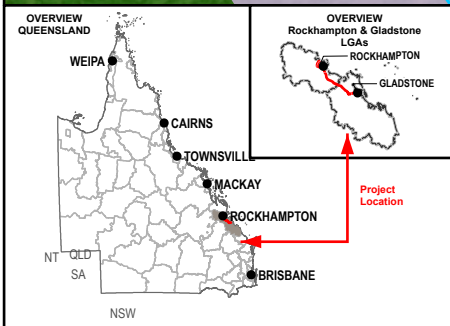 OVERVIEW
QUEENSLAND
WEIPA
CAIRNS
TOWNSVILLE
MACKAY
ROCKHAMPTON
BRISBANE
NT
QLD
SA
NSW
OVERVIEW
Rockhampton & Gladstone
LGAs
ROCKHAMPTON
GLADSTONE
Project
Location